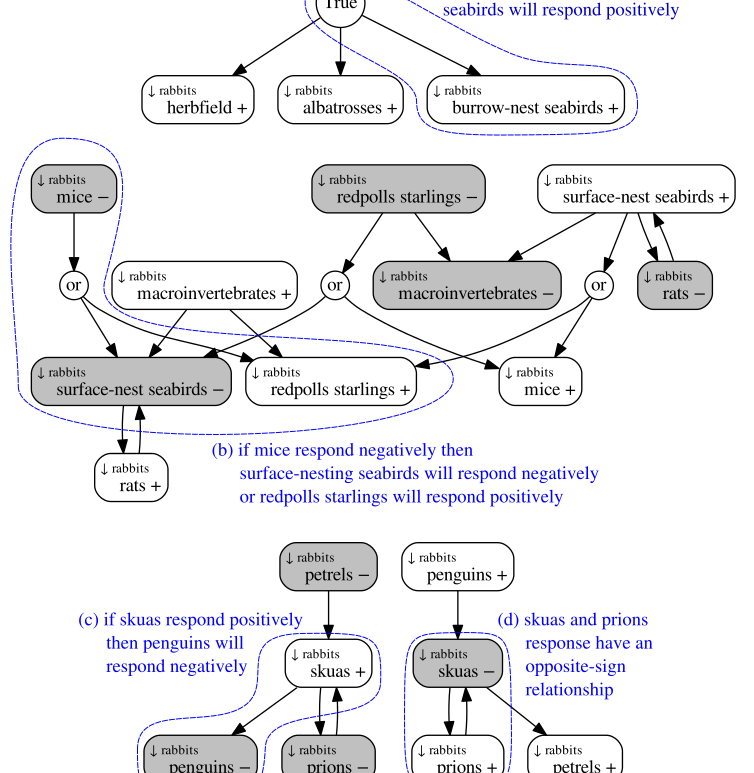 seabirds will respond positively
True
↓ rabbits
herbfield +
↓ rabbits
albatrosses +
↓ rabbits
burrow-nest seabirds +
↓ rabbits
mice −
↓ rabbits
redpolls starlings −
↓ rabbits
surface-nest seabirds +
or
↓ rabbits
macroinvertebrates +
or
↓ rabbits
macroinvertebrates −
or
↓ rabbits
rats −
↓ rabbits
surface-nest seabirds −
↓ rabbits
redpolls starlings +
↓ rabbits
mice +
↓ rabbits
rats +
(b) if mice respond negatively then
surface-nesting seabirds will respond negatively
or redpolls starlings will respond positively
↓ rabbits
petrels −
↓ rabbits
penguins +
(c) if skuas respond positively
then penguins will
respond negatively
(d) skuas and prions
response have an
opposite-sign
relationship
↓ rabbits
skuas +
↓ rabbits
skuas −
↓ rabbits
penguins −
↓ rabbits
prions −
↓ rabbits
prions +
↓ rabbits
petrels +